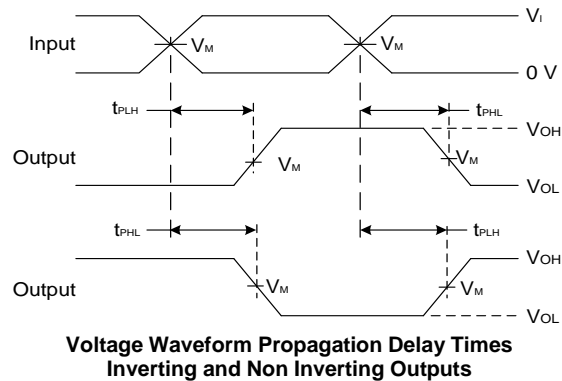 Input
VM
VM
VI
0 V
tPLH
tPHL
Output
VM
VM
VOH
VOL
tPHL
tPLH
Output
VM
VM
VOH
VOL
Voltage Waveform Propagation Delay Times
Inverting and Non Inverting Outputs